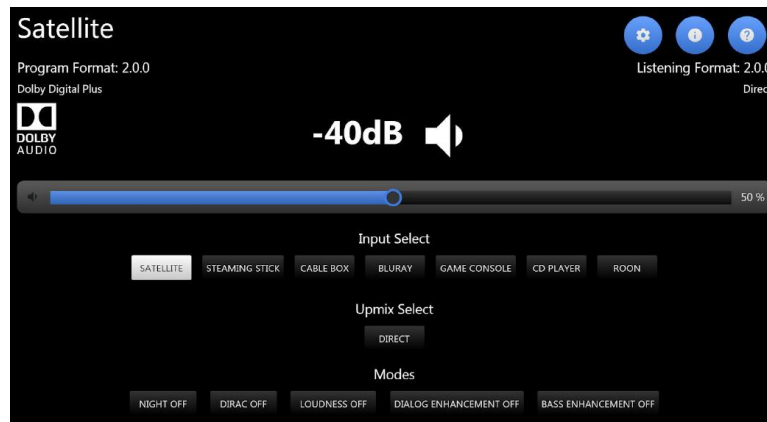 Satellite
Program Format: 2.0.0
Listening Format: 2.0.0
Dolby Digital Plus
Direc
DOLBY
AUDIO
-40dB
50 %
Input Select
SATELLITE STEAMING STICK CABLE BOX BLURAY GAME CONSOLE CD PLAYER ROON
Upmix Select
DIRECT
Modes
NIGHT OFF DIRAC OFF LOUDNESS OFF DIALOG ENHANCEMENT OFF BASS ENHANCEMENT OFF